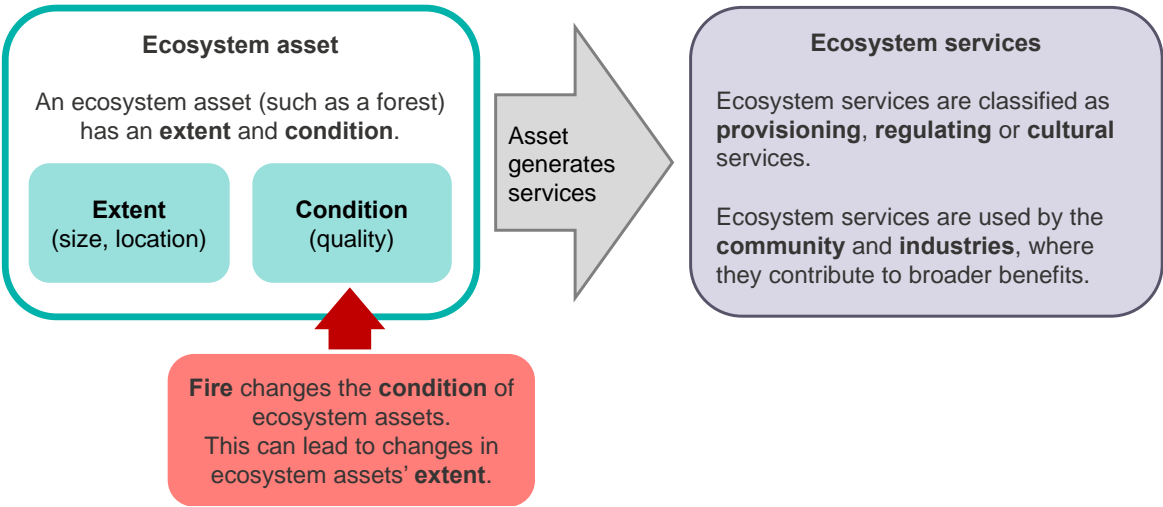 Ecosystem asset
An ecosystem asset (such as a forest)
has an extent and condition.
Extent
(size, location)
Condition
(quality)
Fire changes the condition of
ecosystem assets.
This can lead to changes in
ecosystem assets’ extent.
Asset
generates
services
Ecosystem services
Ecosystem services are classified as
provisioning, regulating or cultural
services.
Ecosystem services are used by the
community and industries, where
they contribute to broader benefits.